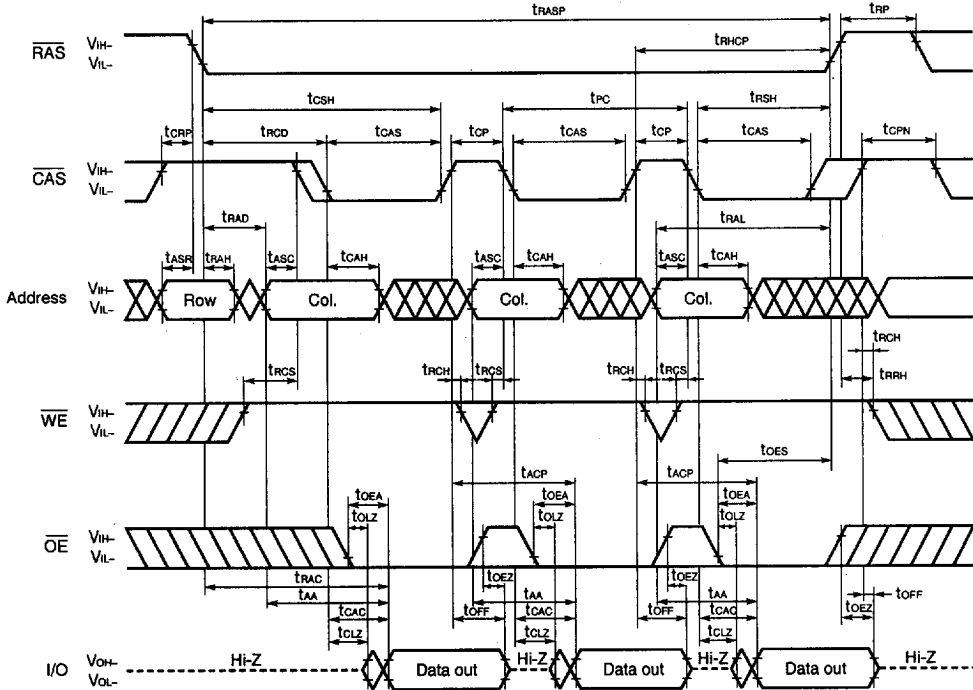 tRASP tRP
RAS VIH– tRHCP
VIL–
tCSH tPC tRSH
tCRP tRCD tCAS tCP tCAS tCP tCAS tCPN
CAS VIH–
VIL–
tRAD tRAL
tASR tRAH tASC tCAH tASC tCAH tASC tCAH
Address VIH– Row Col. Col. Col.
VIL–
tRCH
tRCS tRCH tRCS tRCH tRCS tRRH
WE VIH–
VIL–
tOES
tACP tACP
tOEA tOEA tOEA
tOLZ tOLZ tOLZ
OE VIH–
VIL–
tRAC tOEZ tOEZ
tAA tAA tAA tOFF
tCAC tOFF tCAC tOFF tCAC tOEZ
tCLZ tCLZ tCLZ
I/O VOH– Hi-Z Data out Hi-Z Data out Hi-Z Data out Hi-Z
VOL–